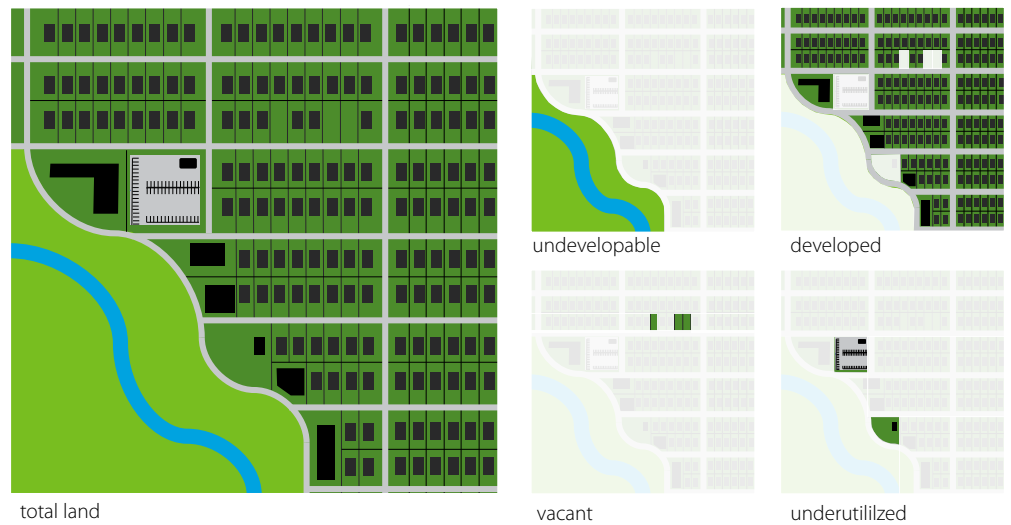 total land
undevelopable
developed
vacant
underutililzed